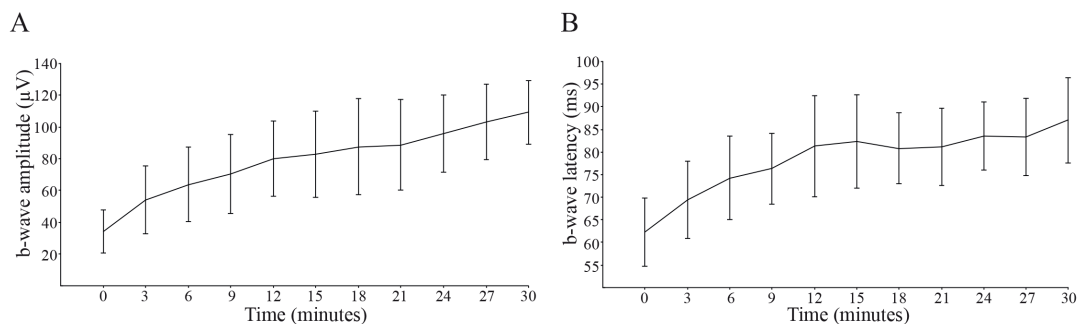 A
B
b-wave amplitude (µV)
140
120
100
80
60
40
20
0 3 6 9 12 15 18 21 24 27 30
Time (minutes)
b-wave latency (ms)
100
95
90
85
80
75
70
65
60
55
0 3 6 9 12 15 18 21 24 27 30
Time (minutes)